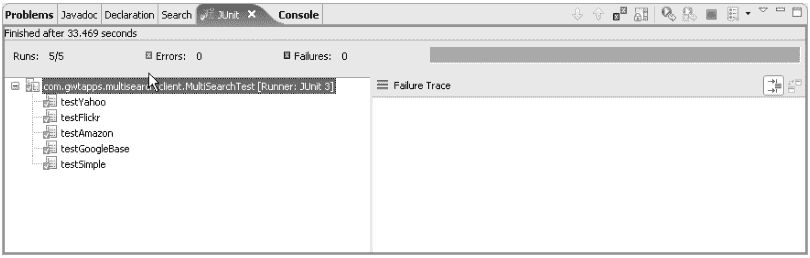 Problems Javadoc Declaration Search JUnit Console
Finished after 33.469 seconds
Runs: 5/5 Errors: 0 Failures: 0
com.gwtapps.multisearch.client.MultiSearchTest [Runner: JUnit 3] Failure Trace
testYahoo
testFlickr
testAmazon
testGoogleBase
testSimple